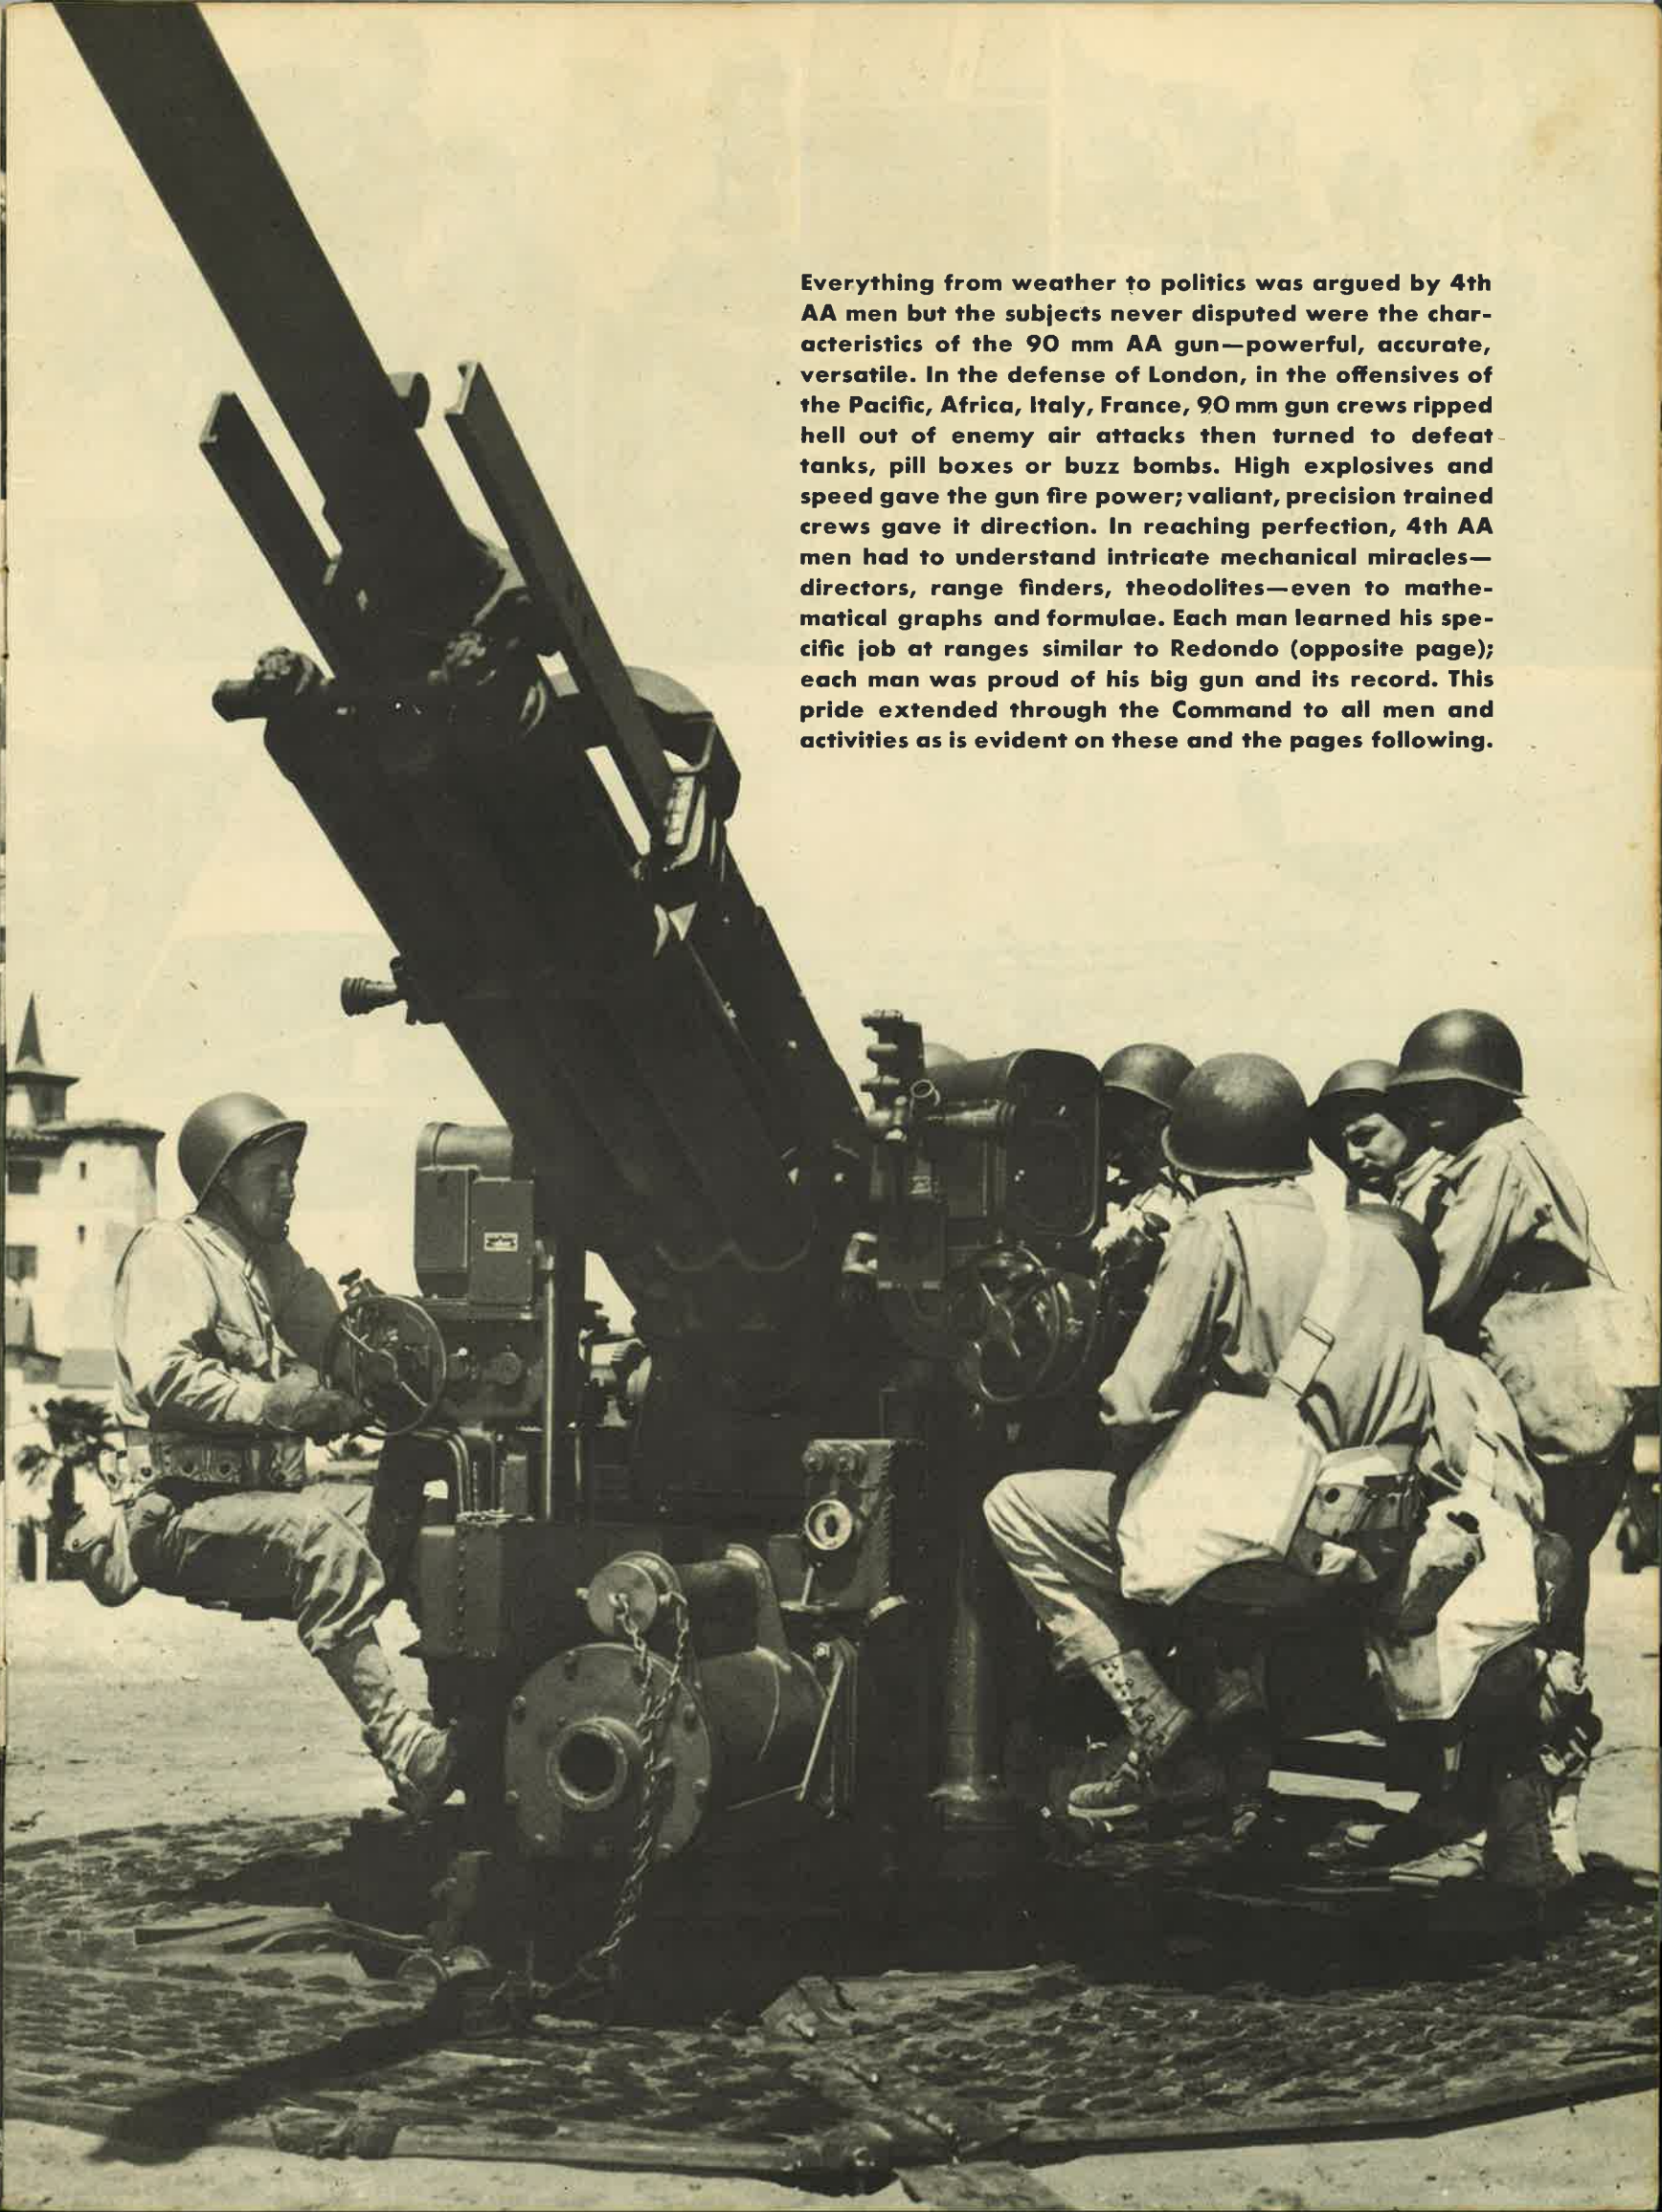 Everything from weather to politics was argued by 4th
AA men but the subjects never disputed were the char-
acteristics of the 90 mm AA gun—powerful, accurate,
versatile. In the defense of London, in the offensives of
the Pacific, Africa, Italy, France, 90 mm gun crews ripped
hell out of enemy air attacks then turned to defeat
tanks, pill boxes or buzz bombs. High explosives and
speed gave the gun fire power; valiant, precision trained
crews gave it direction. In reaching perfection, 4th AA
men had to understand intricate mechanical miracles—
directors, range finders, theodolites—even to mathe-
matical graphs and formulae. Each man learned his spe-
cific job at ranges similar to Redondo (opposite page);
each man was proud of his big gun and its record. This
pride extended through the Command to all men and
activities as is evident on these and the pages following.